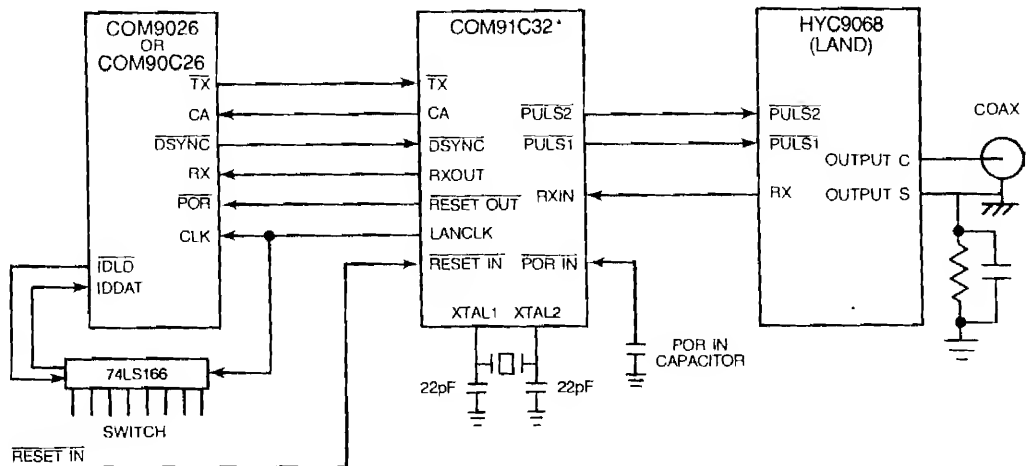 COM9026
OR
COM90C26
TX
CA
DSYNC
RX
POR
CLK
IDLD
IDDAT
74LS166
SWITCH
RESET IN
COM91C32*
TX
CA
DSYNC
RXOUT
RESET OUT
LANCLK
RESET IN
PULS2
PULS1
RXIN
POR IN
XTAL1 XTAL2
22pF 22pF
POR IN
CAPACITOR
HYC9068
(LAND)
PULS2
PULS1
RX
OUTPUT C
OUTPUT S
COAX